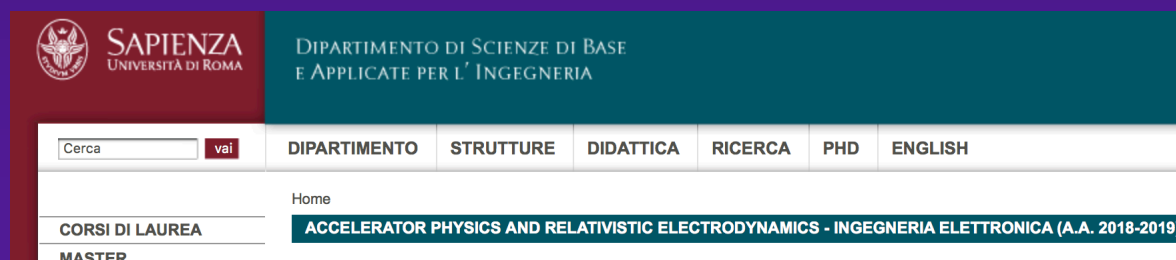 SAPIENZA
UNIVERSITÀ DI ROMA
DIPARTIMENTO DI SCIENZE DI BASE
E APPLICATE PER L' INGEGNERIA
Cerca
vai
DIPARTIMENTO
STRUTTURE
DIDATTICA
RICERCA
PHD
ENGLISH
Home
ACCELERATOR PHYSICS AND RELATIVISTIC ELECTRODYNAMICS - INGEGNERIA ELETTRONICA (A.A. 2018-2019
CORSI DI LAUREA
MASTER